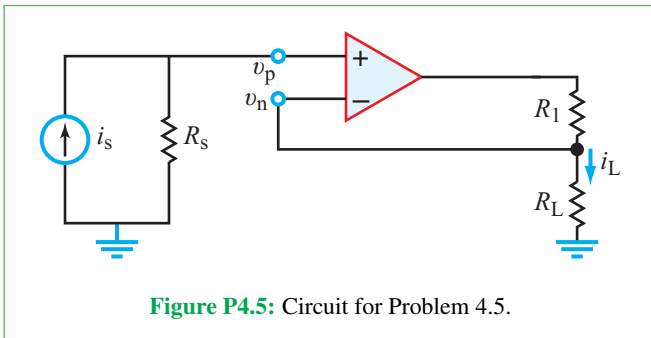 +
υp
υn
−
R1
is
Rs
iL
RL
Figure P4.5: Circuit for Problem 4.5.